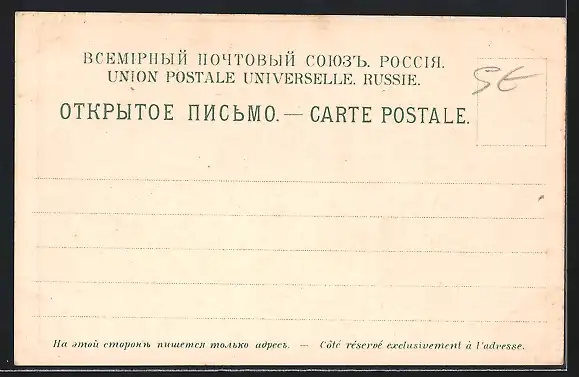 ВСЕМІРНЫЙ ПОЧТОВЫЙ СОЮЗЪ. РОССІЯ.
UNION POSTALE UNIVERSELLE. RUSSIE.
ОТКРЫТОЕ ПИСЬМО. — CARTE POSTALE.
На этой сторонѣ пишется только адресъ. — Côté réservé exclusivement à l'adresse.